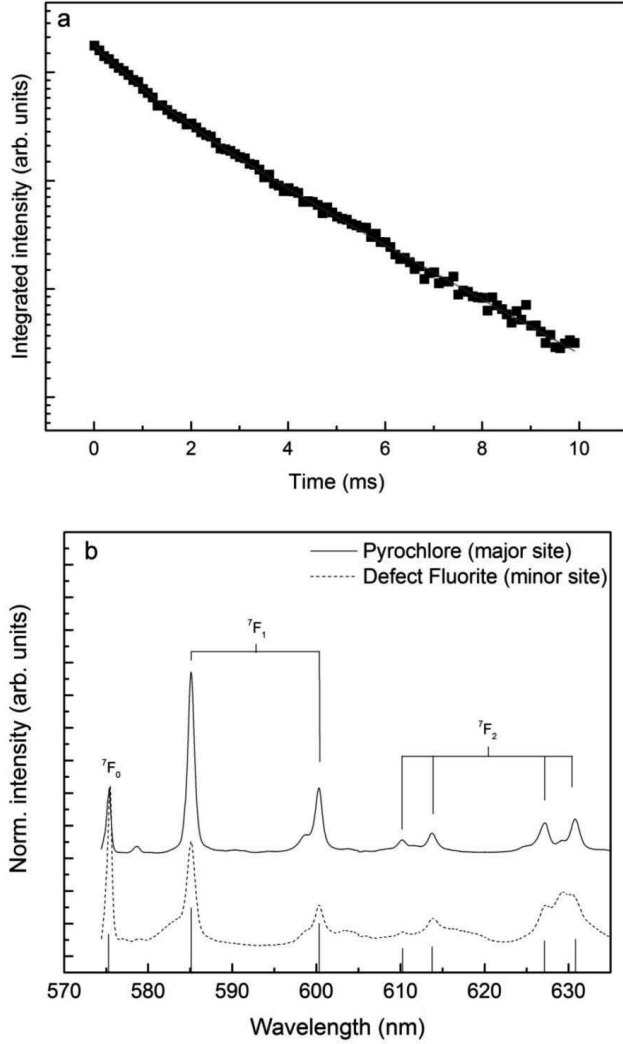 a
Integrated intensity (arb. units)
0 2 4 6 8 10
Time (ms)
b
Pyrochlore (major site)
Defect Fluorite (minor site)
⁷F₁
⁷F₂
⁷F₀
Norm. intensity (arb. units)
570 580 590 600 610 620 630
Wavelength (nm)